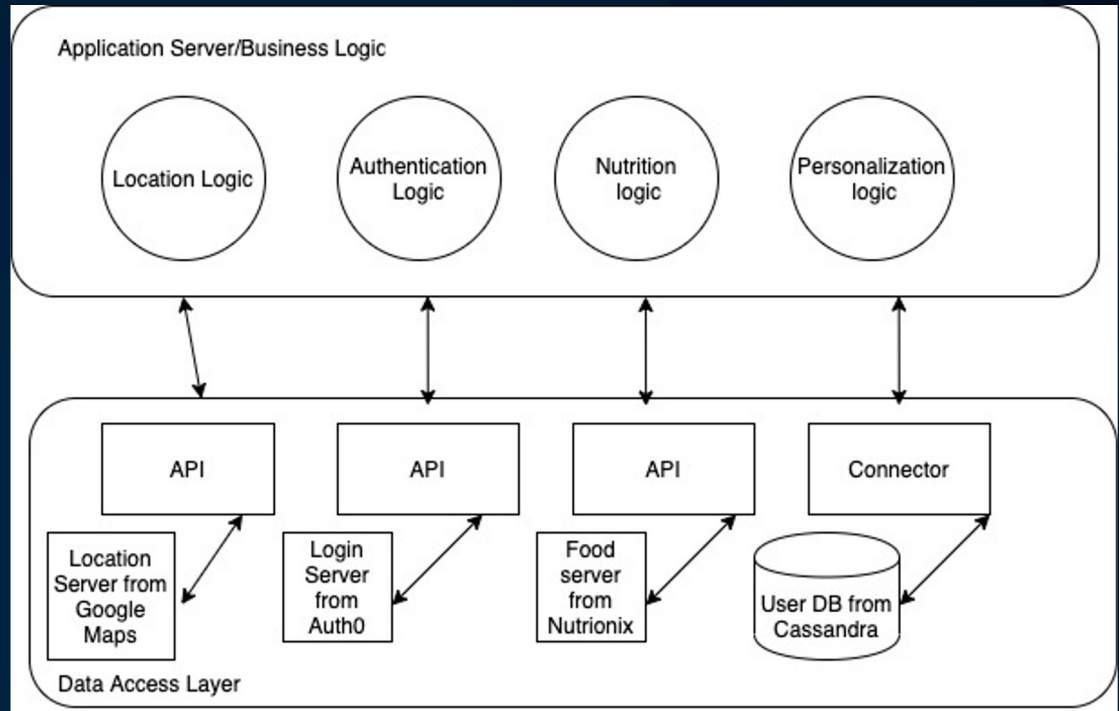 Application Server/Business Logic
Location Logic
Authentication
Logic
Nutrition
logic
Personalization
logic
API
API
API
Connector
Location
Server from
Google
Maps
Login
Server
from
Auth0
Food
server
from
Nutrionix
User DB from
Cassandra
Data Access Layer